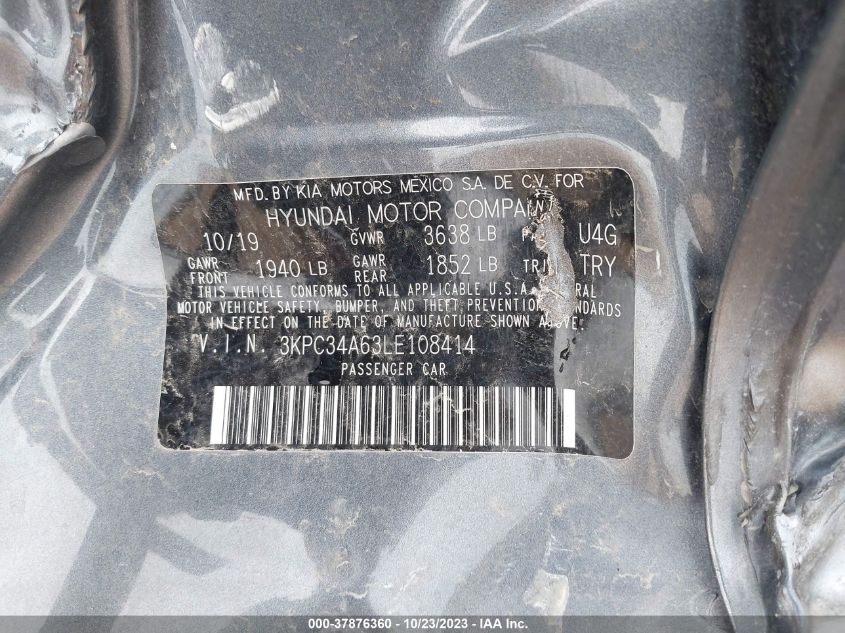 MFD. BY KIA MOTORS MEXICO S.A. DE C.V. FOR
HYUNDAI MOTOR COMPANY
10/19 GVWR 3638 LB U4G
GAWR FRONT 1940 LB GAWR REAR 1852 LB TRI TRY
THIS VEHICLE CONFORMS TO ALL APPLICABLE U.S.A.
MOTOR VEHICLE SAFETY, BUMPER, AND THEFT PREVENTION STANDARDS
IN EFFECT ON THE DATE OF MANUFACTURE SHOWN ABOVE.
V.I.N. 3KPC34A63LE108414
PASSENGER CAR
000-37876360 - 10/23/2023 - IAA Inc.